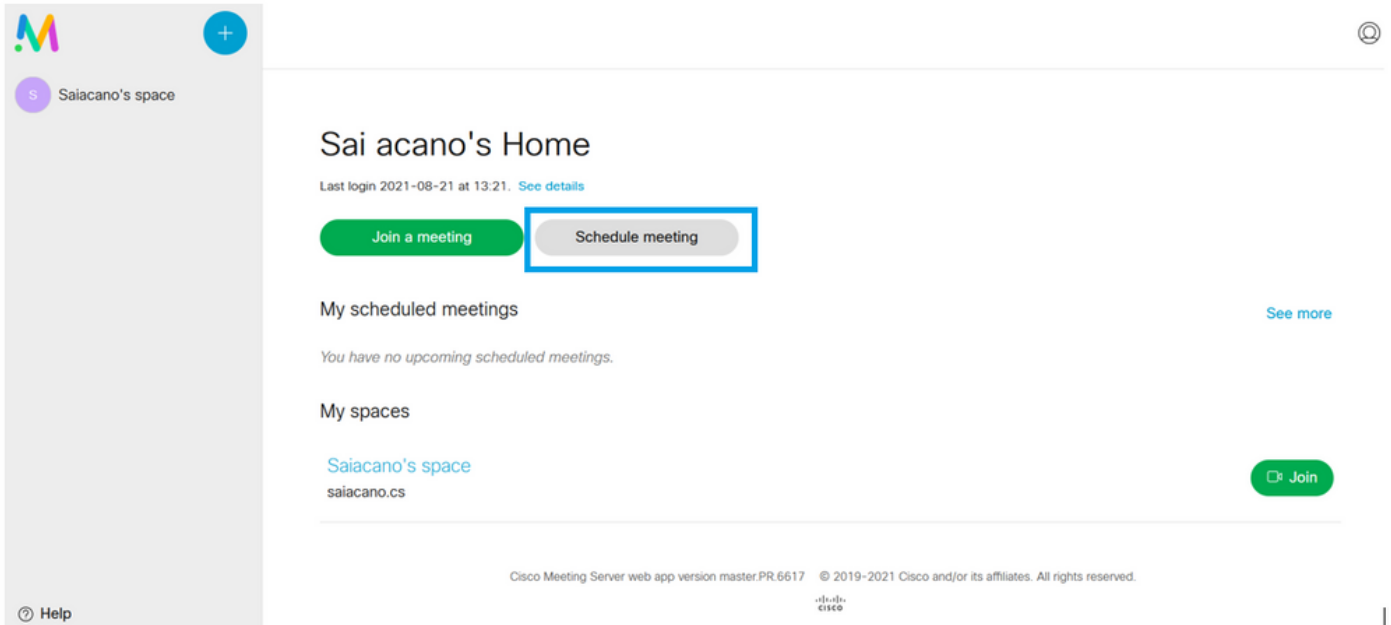 S Saiacano's space
Sai acano's Home
Last login 2021-08-21 at 13:21. See details
Join a meeting
Schedule meeting
My scheduled meetings
See more
You have no upcoming scheduled meetings.
My spaces
Saiacano's space
saiacano.cs
Join
Cisco Meeting Server web app version master.PR.6617 © 2019-2021 Cisco and/or its affiliates. All rights reserved.
CISCO
Help